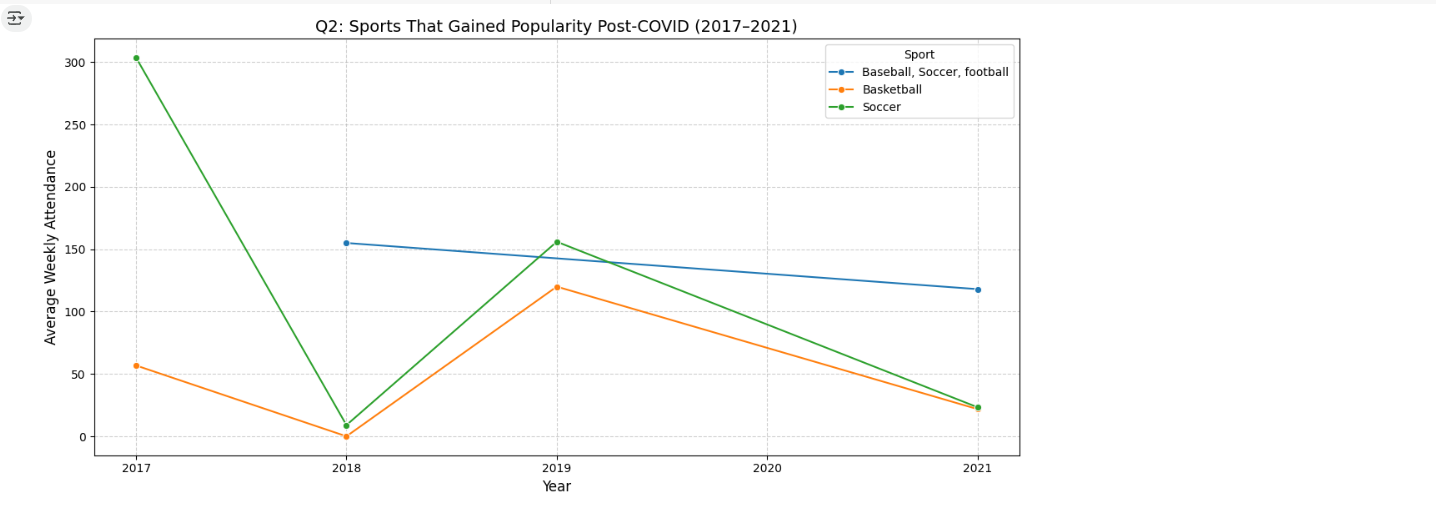 Q2: Sports That Gained Popularity Post-COVID (2017–2021)
Sport
Baseball, Soccer, football
Basketball
Soccer
300
250
200
150
100
50
0
Average Weekly Attendance
2017 2018 2019 2020 2021
Year